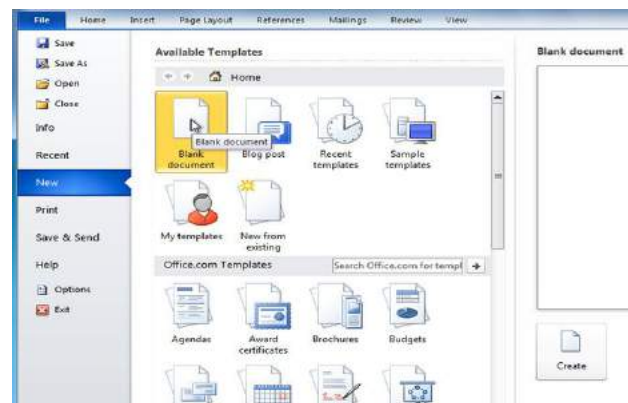 File Home Insert Page Layout References Mailings Review View
Save
Save As
Open
Close
Info
Recent
New
Print
Save & Send
Help
Options
Exit
Available Templates
Home
Blank document
Blank
document
Blog post
Recent
templates
Sample
templates
My templates
New from
existing
Office.com Templates
Search Office.com for templ
Agendas
Award
certificates
Brochures
Budgets
Blank document
Create